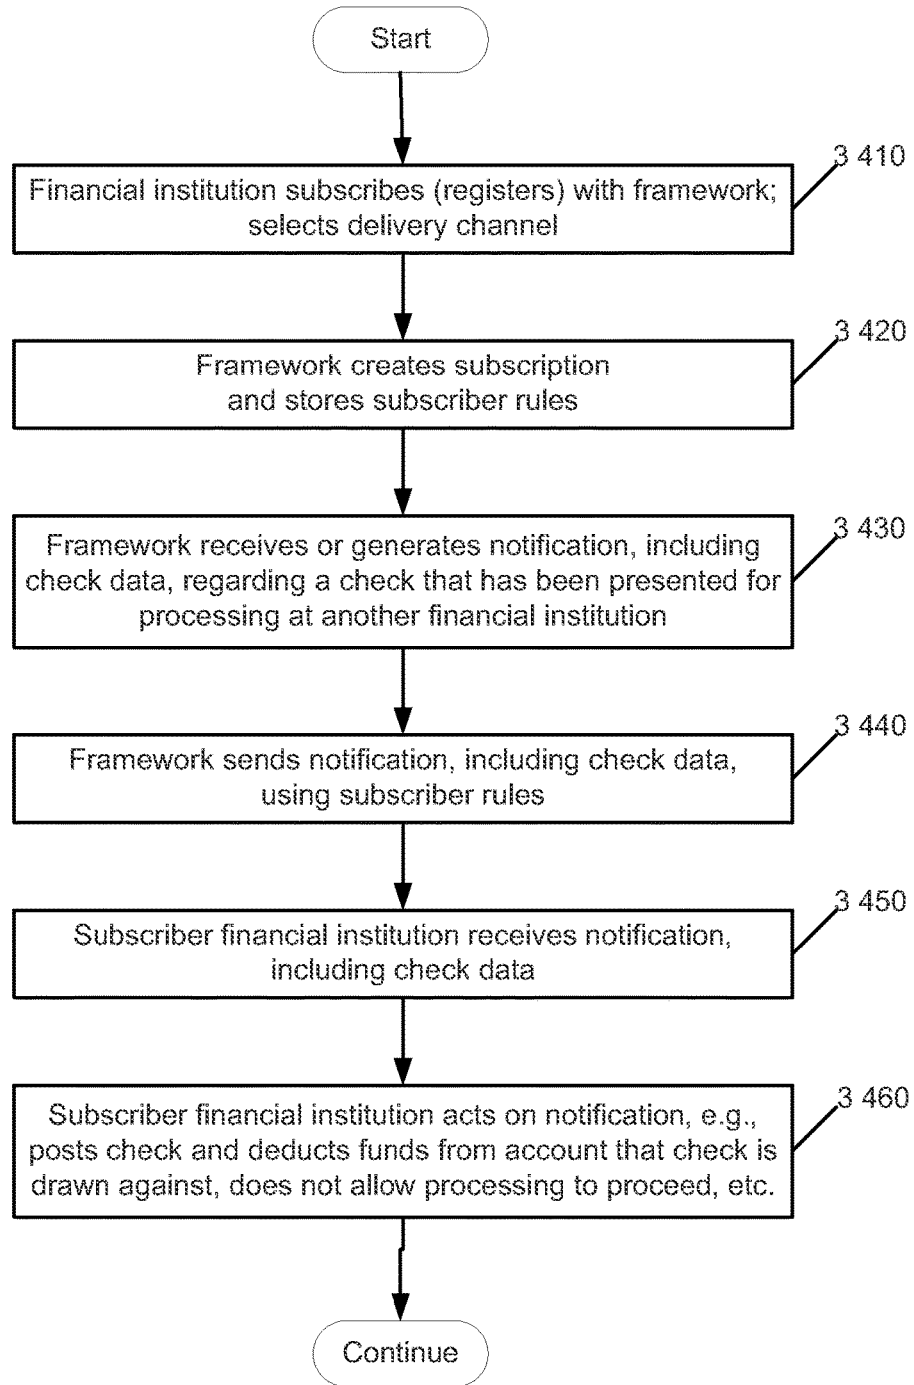 Start
3 410
Financial institution subscribes (registers) with framework;
selects delivery channel
3 420
Framework creates subscription
and stores subscriber rules
3 430
Framework receives or generates notification, including
check data, regarding a check that has been presented for
processing at another financial institution
3 440
Framework sends notification, including check data,
using subscriber rules
3 450
Subscriber financial institution receives notification,
including check data
3 460
Subscriber financial institution acts on notification, e.g.,
posts check and deducts funds from account that check is
drawn against, does not allow processing to proceed, etc.
Continue